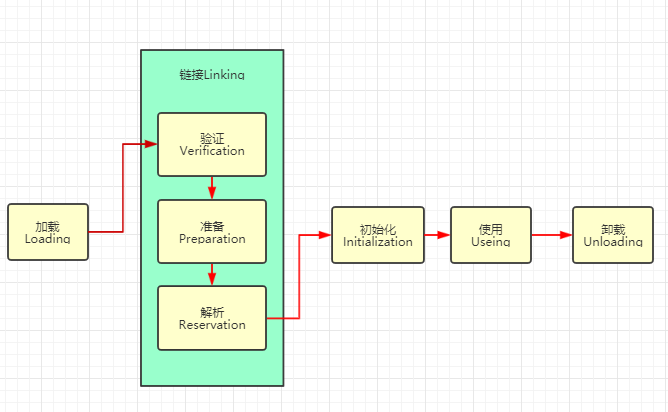 链接Linking
验证
Verification
准备
Preparation
解析
Reservation
加载
Loading
初始化
Initialization
使用
Useing
卸载
Unloading